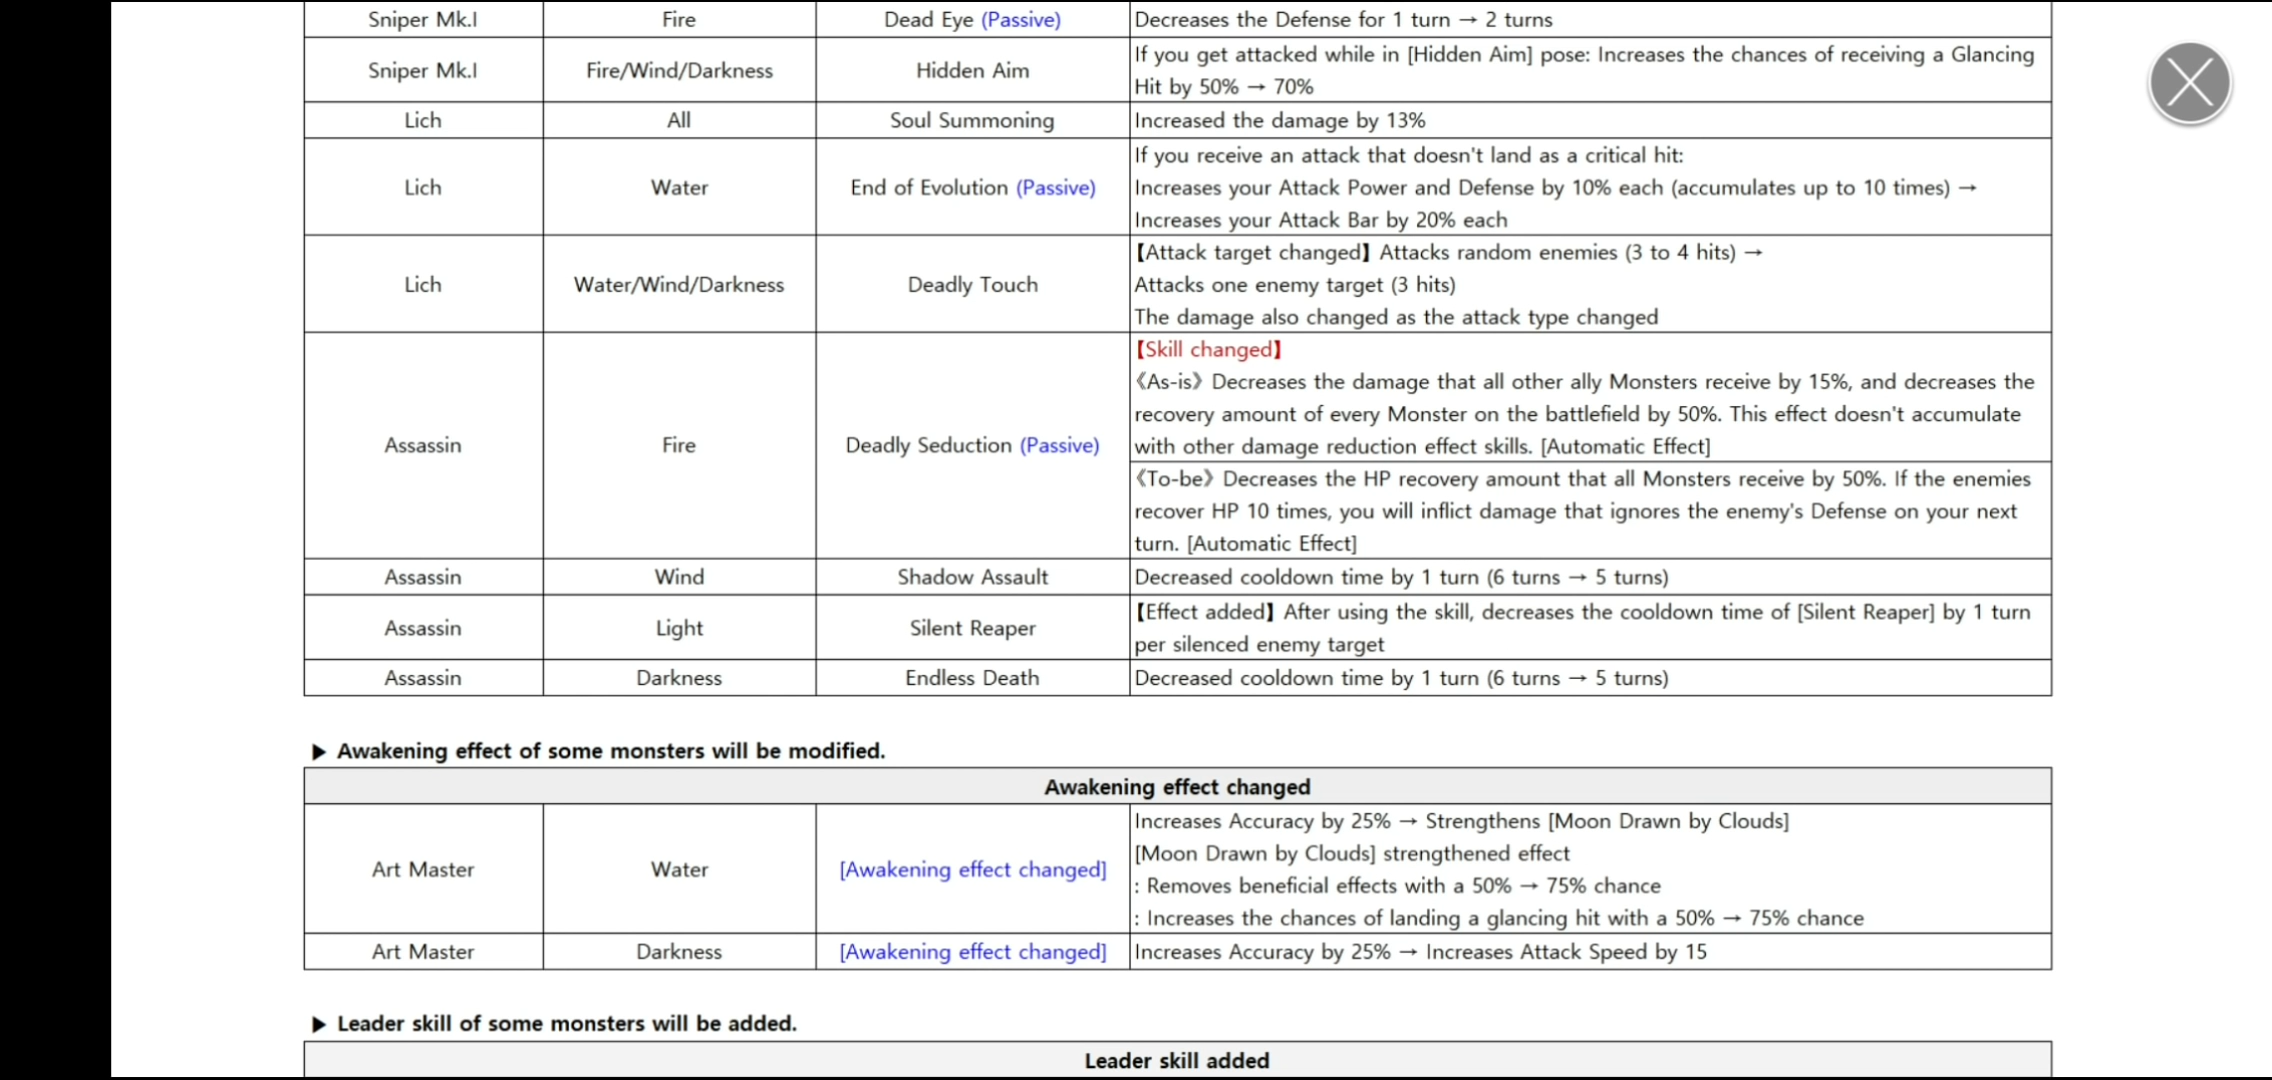 Sniper Mk.I Fire Dead Eye (Passive) Decreases the Defense for 1 turn → 2 turns
Sniper Mk.I Fire/Wind/Darkness Hidden Aim If you get attacked while in [Hidden Aim] pose: Increases the chances of receiving a Glancing
Hit by 50% → 70%
Lich All Soul Summoning Increased the damage by 13%
If you receive an attack that doesn't land as a critical hit:
Lich Water End of Evolution (Passive) Increases your Attack Power and Defense by 10% each (accumulates up to 10 times) →
Increases your Attack Bar by 20% each
【Attack target changed】 Attacks random enemies (3 to 4 hits) →
Lich Water/Wind/Darkness Deadly Touch Attacks one enemy target (3 hits)
The damage also changed as the attack type changed
【Skill changed】
《As-is》 Decreases the damage that all other ally Monsters receive by 15%, and decreases the
recovery amount of every Monster on the battlefield by 50%. This effect doesn't accumulate
Assassin Fire Deadly Seduction (Passive) with other damage reduction effect skills. [Automatic Effect]
《To-be》 Decreases the HP recovery amount that all Monsters receive by 50%. If the enemies
recover HP 10 times, you will inflict damage that ignores the enemy's Defense on your next
turn. [Automatic Effect]
Assassin Wind Shadow Assault Decreased cooldown time by 1 turn (6 turns → 5 turns)
Assassin Light Silent Reaper 【Effect added】 After using the skill, decreases the cooldown time of [Silent Reaper] by 1 turn
per silenced enemy target
Assassin Darkness Endless Death Decreased cooldown time by 1 turn (6 turns → 5 turns)
▶ Awakening effect of some monsters will be modified.
Awakening effect changed
Increases Accuracy by 25% → Strengthens [Moon Drawn by Clouds]
[Moon Drawn by Clouds] strengthened effect
Art Master Water [Awakening effect changed] : Removes beneficial effects with a 50% → 75% chance
: Increases the chances of landing a glancing hit with a 50% → 75% chance
Art Master Darkness [Awakening effect changed] Increases Accuracy by 25% → Increases Attack Speed by 15
▶ Leader skill of some monsters will be added.
Leader skill added